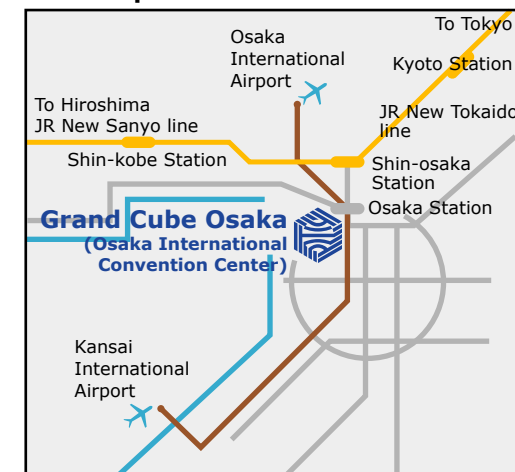 To Tokyo
Osaka
International
Airport
Kyoto Station
To Hiroshima
JR New Sanyo line
JR New Tokaido
line
Shin-kobe Station
Shin-osaka
Station
Osaka Station
Grand Cube Osaka
(Osaka International
Convention Center)
Kansai
International
Airport